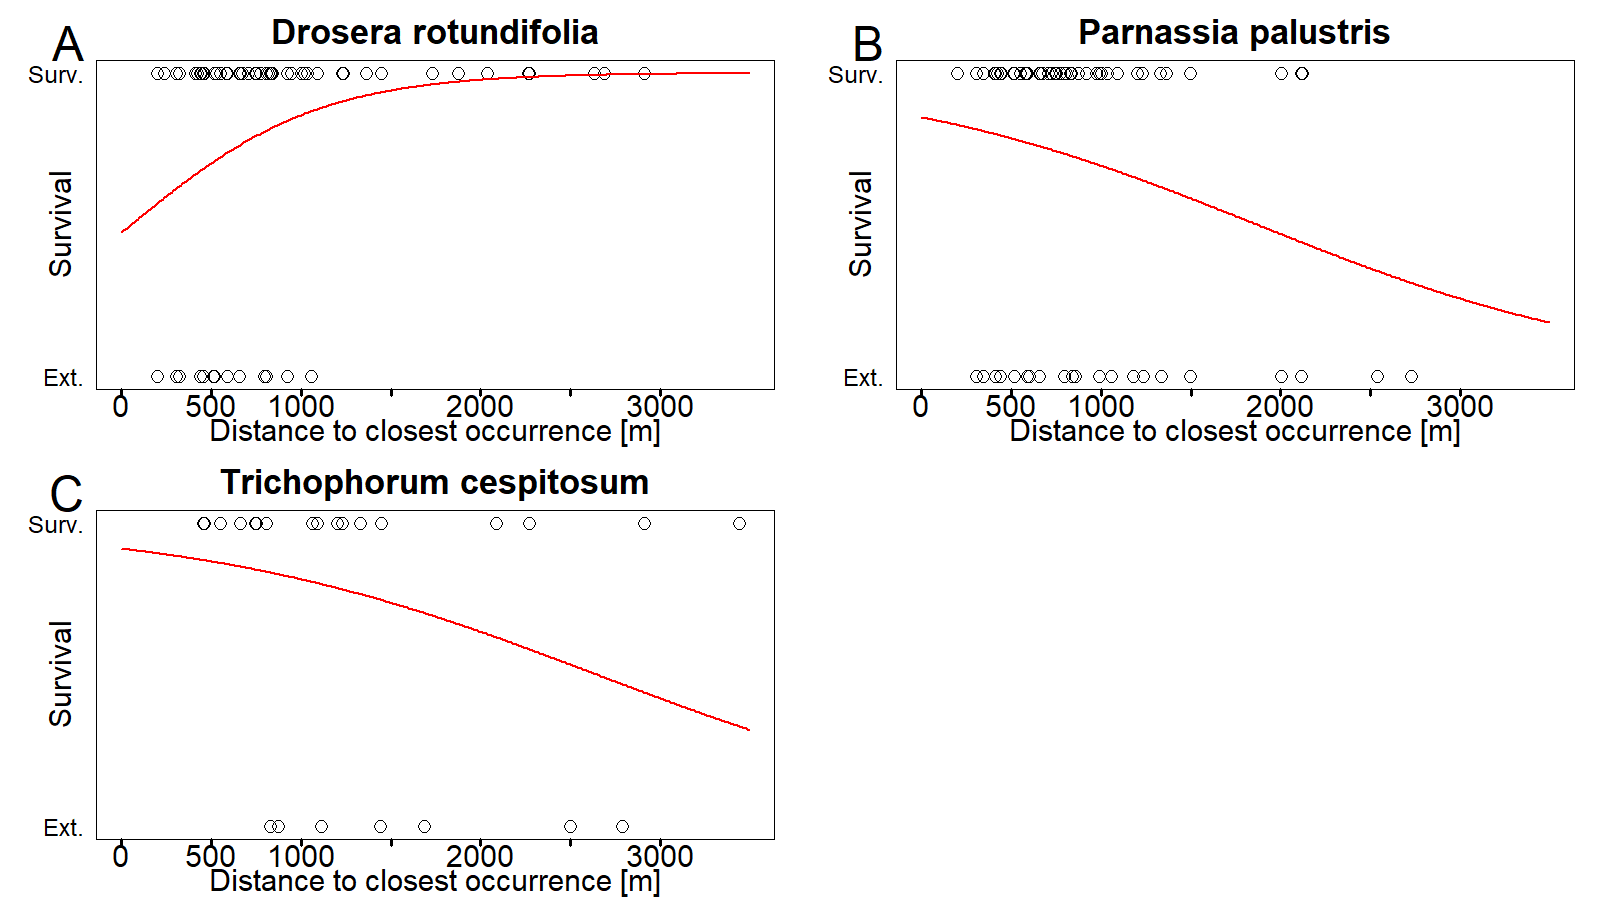 A
Drosera rotundifolia
Surv.
Survival
Ext.
0 500 1000 2000 3000
Distance to closest occurrence [m]
B
Parnassia palustris
Surv.
Survival
Ext.
0 500 1000 2000 3000
Distance to closest occurrence [m]
C
Trichophorum cespitosum
Surv.
Survival
Ext.
0 500 1000 2000 3000
Distance to closest occurrence [m]